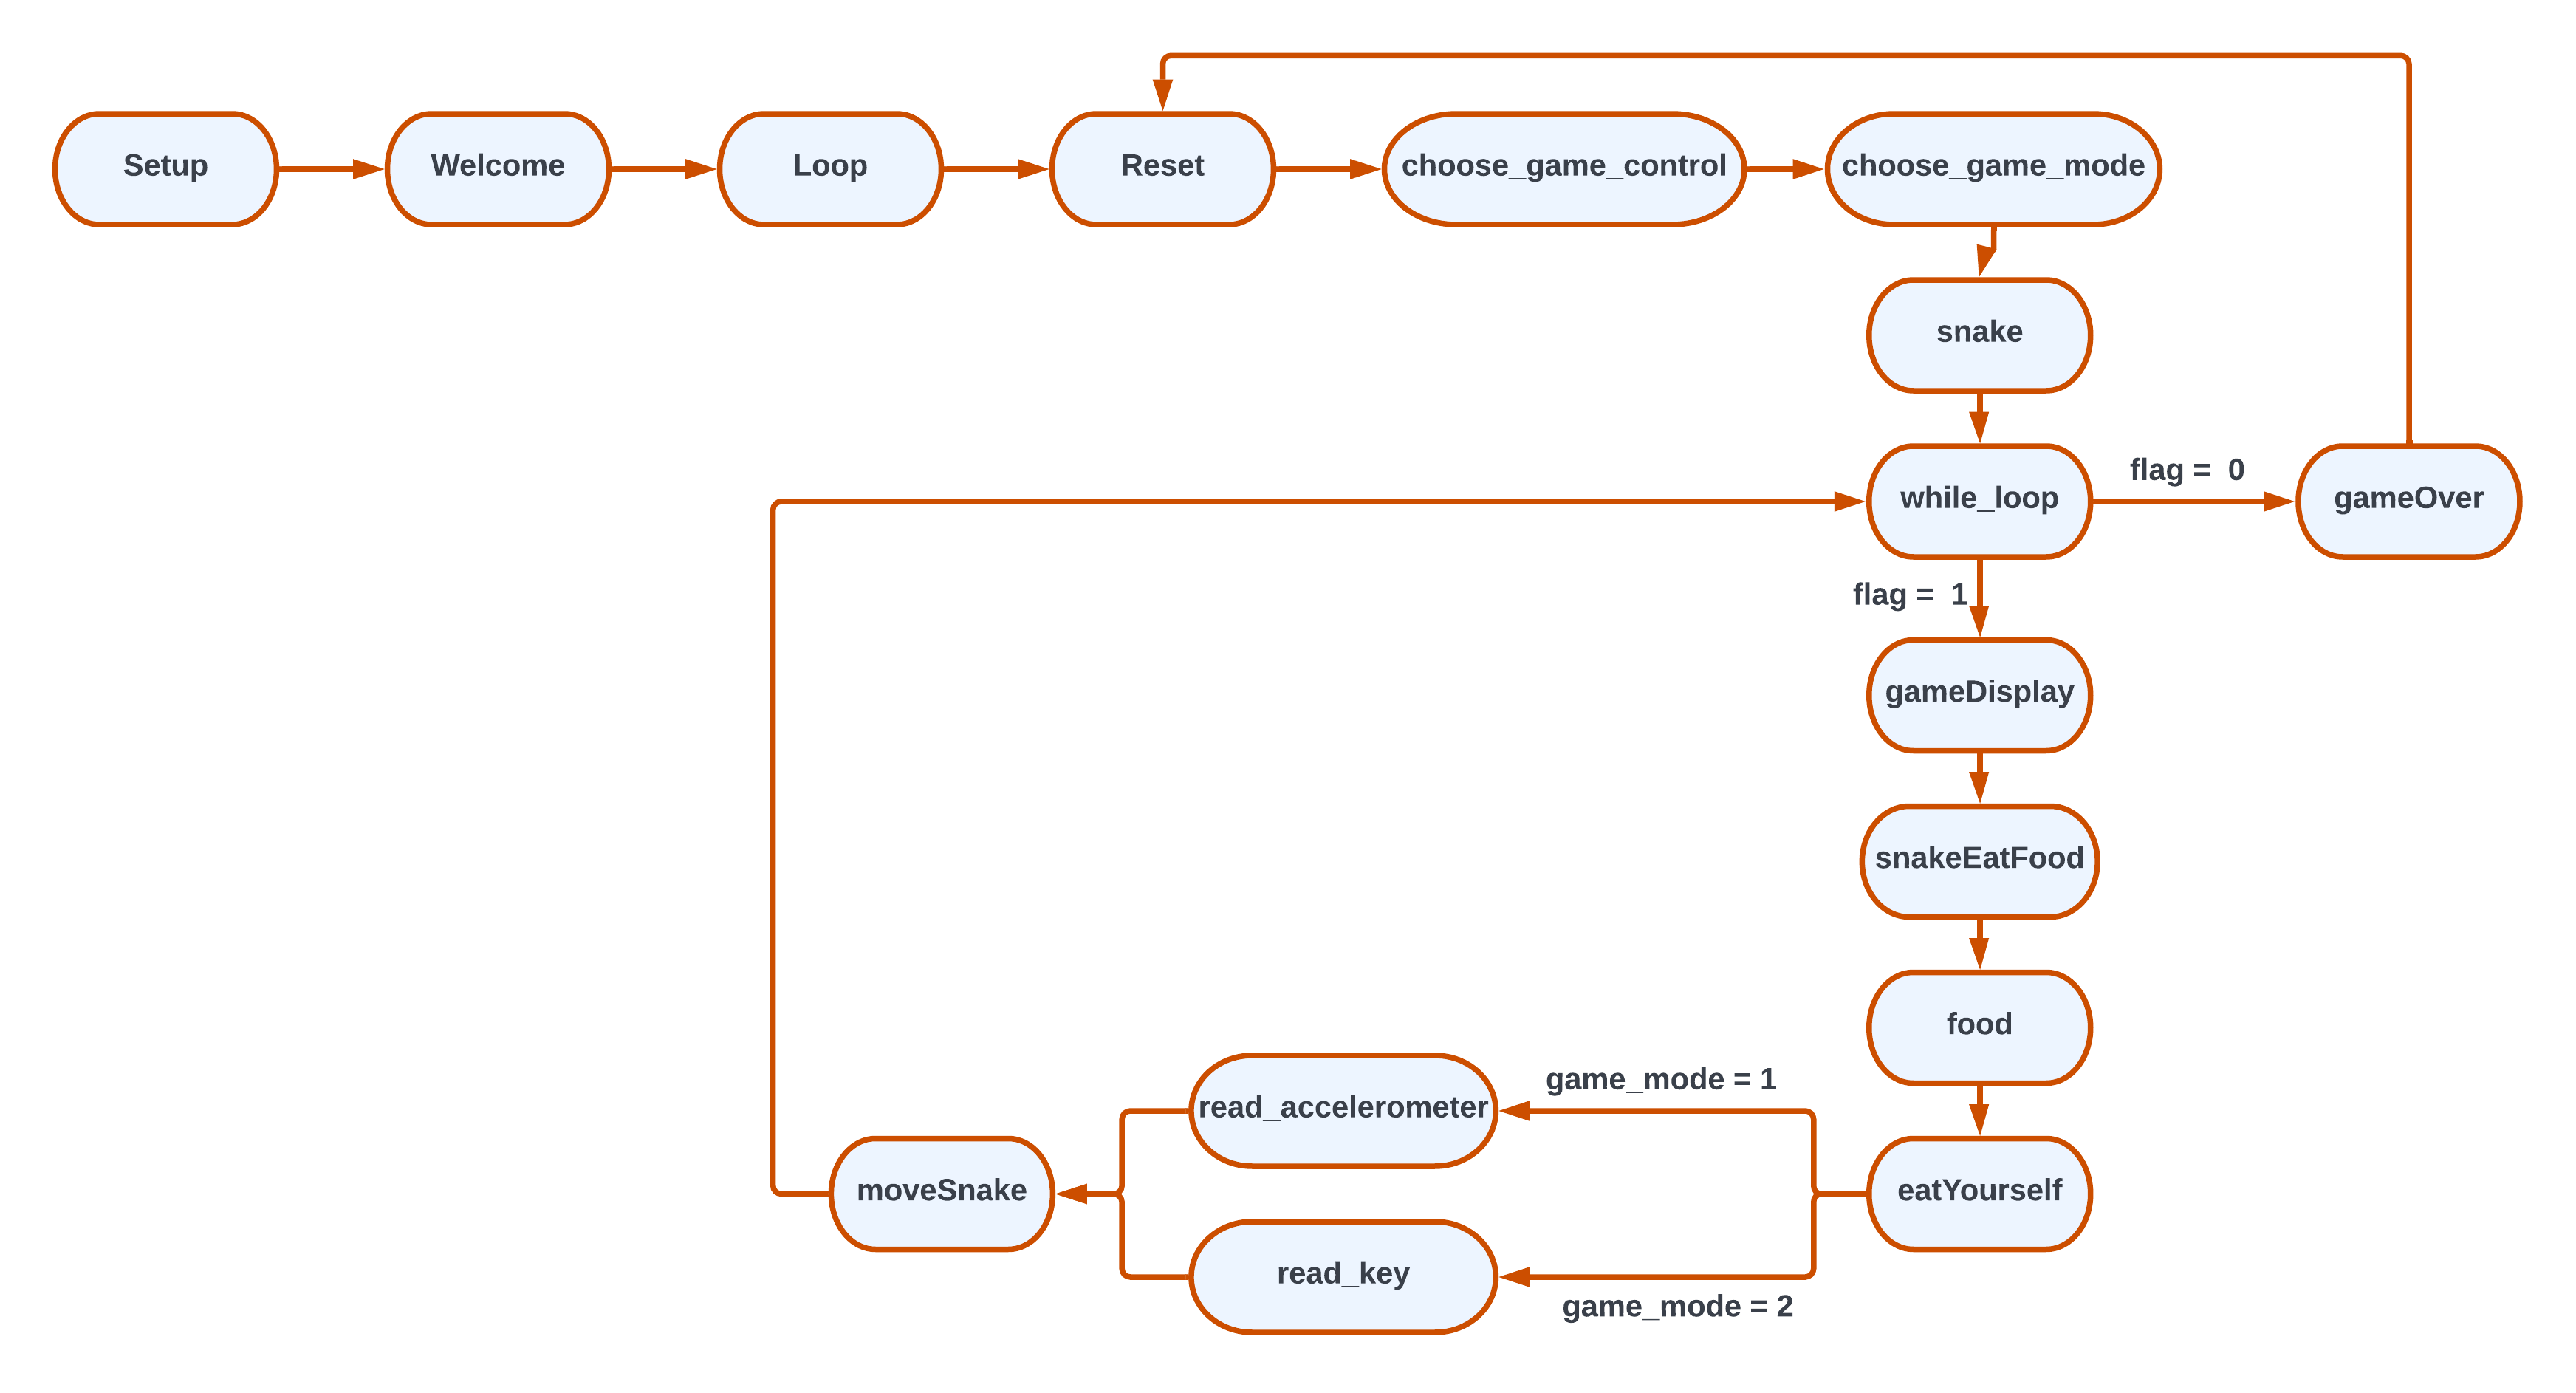 Setup
Welcome
Loop
Reset
choose_game_control
choose_game_mode
snake
while_loop
flag =  0
gameOver
flag =  1
gameDisplay
snakeEatFood
food
eatYourself
game_mode = 1
read_accelerometer
game_mode = 2
read_key
moveSnake